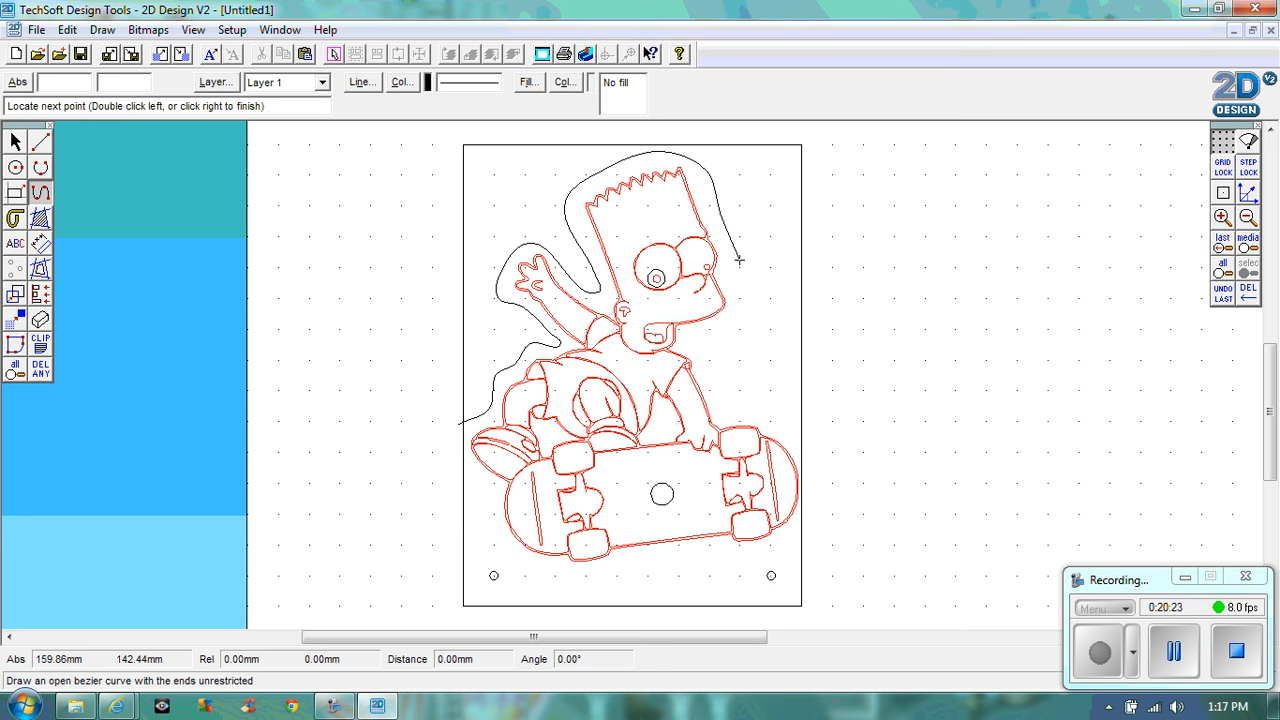 TechSoft Design Tools - 2D Design V2 - [Untitled1]
File Edit Draw Bitmaps View Setup Window Help
Abs Layer... Layer 1 Line... Col... Fill... Col... No fill
2D V2
DESIGN
Locate next point (Double click left, or click right to finish)
GRID LOCK STEP LOCK
ABC
last media
all selec
UNDO LAST DEL
CLIP
all DEL ANY
Recording...
Menu 0:20:23 8.0 fps
Abs 159.86mm 142.44mm Rel 0.00mm 0.00mm Distance 0.00mm Angle 0.00°
Draw an open bezier curve with the ends unrestricted
1:17 PM